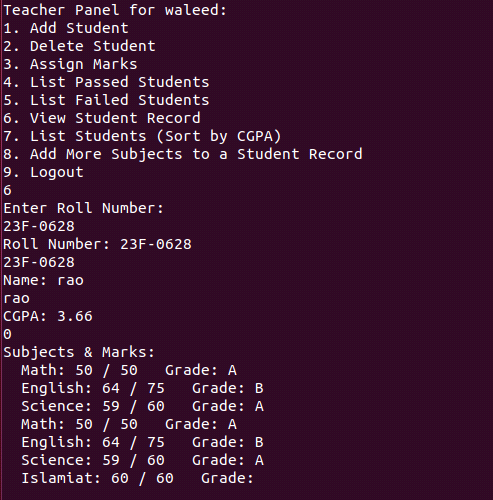 Teacher Panel for waleed:
1. Add Student
2. Delete Student
3. Assign Marks
4. List Passed Students
5. List Failed Students
6. View Student Record
7. List Students (Sort by CGPA)
8. Add More Subjects to a Student Record
9. Logout
6
Enter Roll Number:
23F-0628
Roll Number: 23F-0628
23F-0628
Name: rao
rao
CGPA: 3.66
0
Subjects & Marks:
  Math: 50 / 50   Grade: A
  English: 64 / 75   Grade: B
  Science: 59 / 60   Grade: A
  Math: 50 / 50   Grade: A
  English: 64 / 75   Grade: B
  Science: 59 / 60   Grade: A
  Islamiat: 60 / 60   Grade: